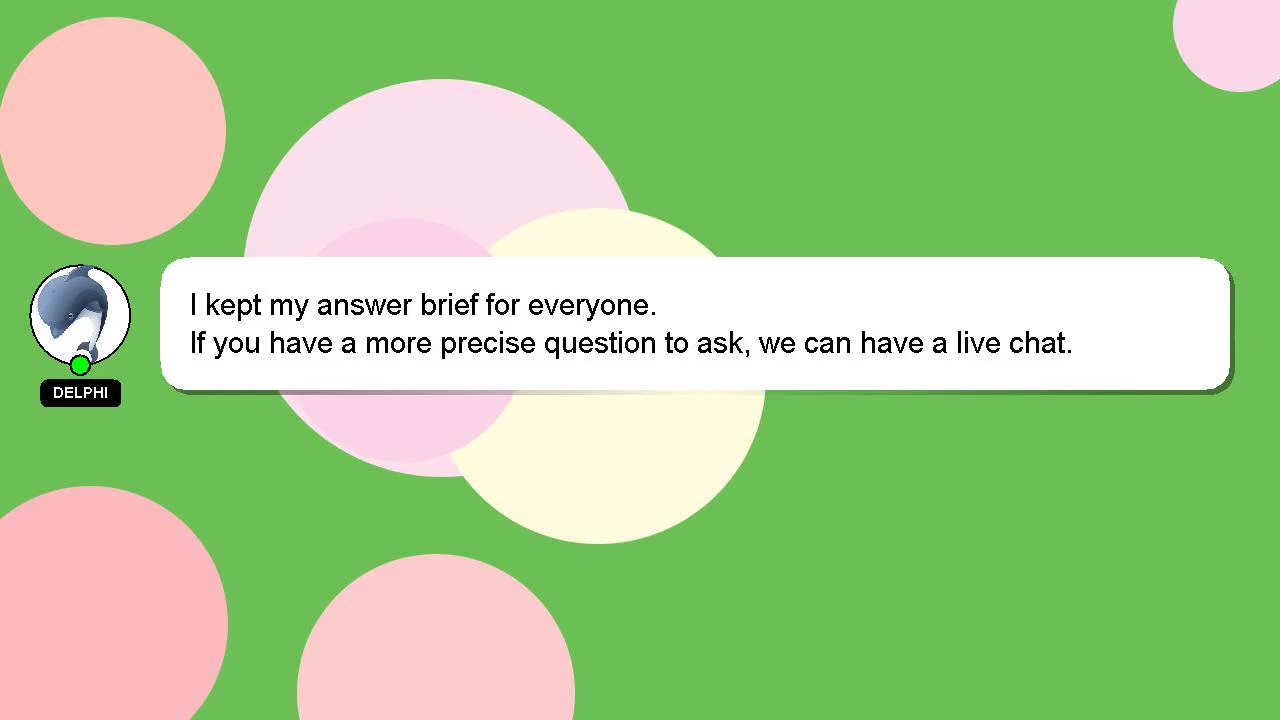 I kept my answer brief for everyone.
If you have a more precise question to ask, we can have a live chat.
DELPHI